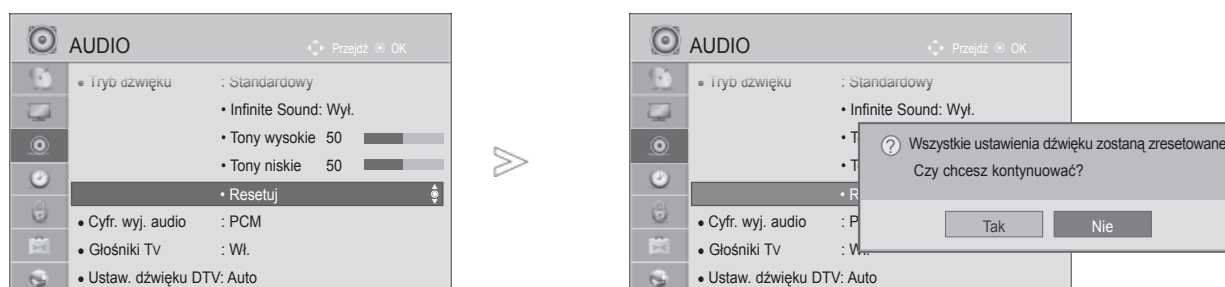 AUDIO
Przejdź OK
• Tryb dźwięku : Standardowy
• Infinite Sound: Wył.
• Tony wysokie 50
• Tony niskie 50
• Resetuj
• Cyfr. wyj. audio : PCM
• Głośniki TV : Wł.
• Ustaw. dźwięku DTV: Auto
AUDIO
Przejdź OK
• Tryb dźwięku : Standardowy
• Infinite Sound: Wył.
• T
• T
• R
• Cyfr. wyj. audio : P
• Głośniki TV : Wł.
• Ustaw. dźwięku DTV: Auto
? Wszystkie ustawienia dźwięku zostaną zresetowane
Czy chcesz kontynuować?
Tak Nie